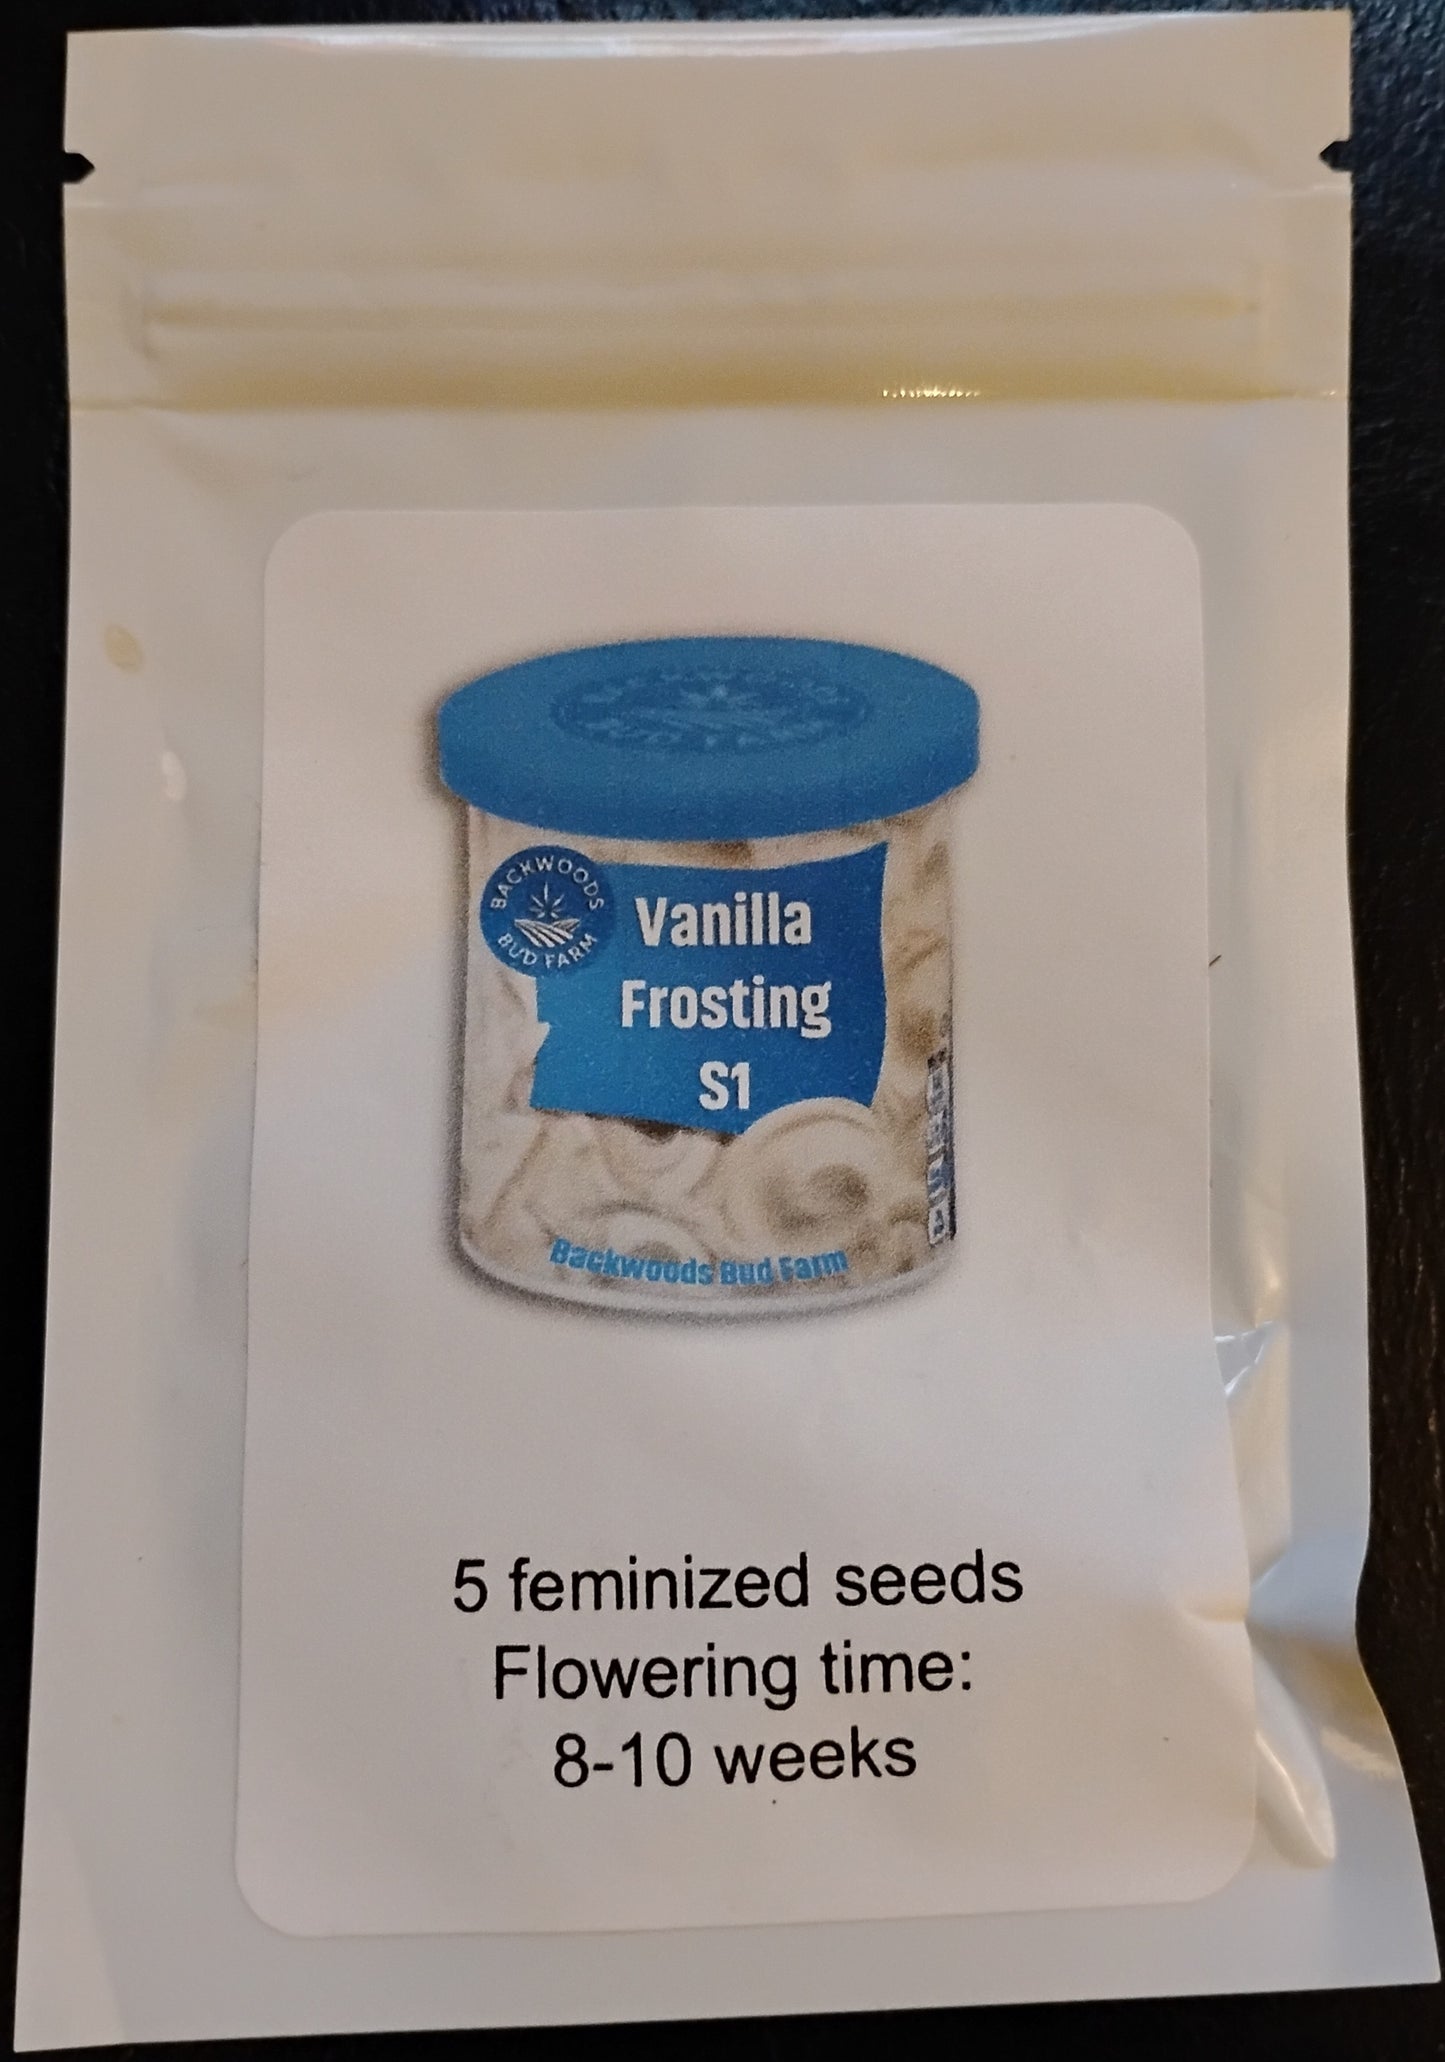 BACKWOODS
BUD FARM
Vanilla
Frosting
S1
Backwoods Bud Farm
5 feminized seeds
Flowering time:
8-10 weeks